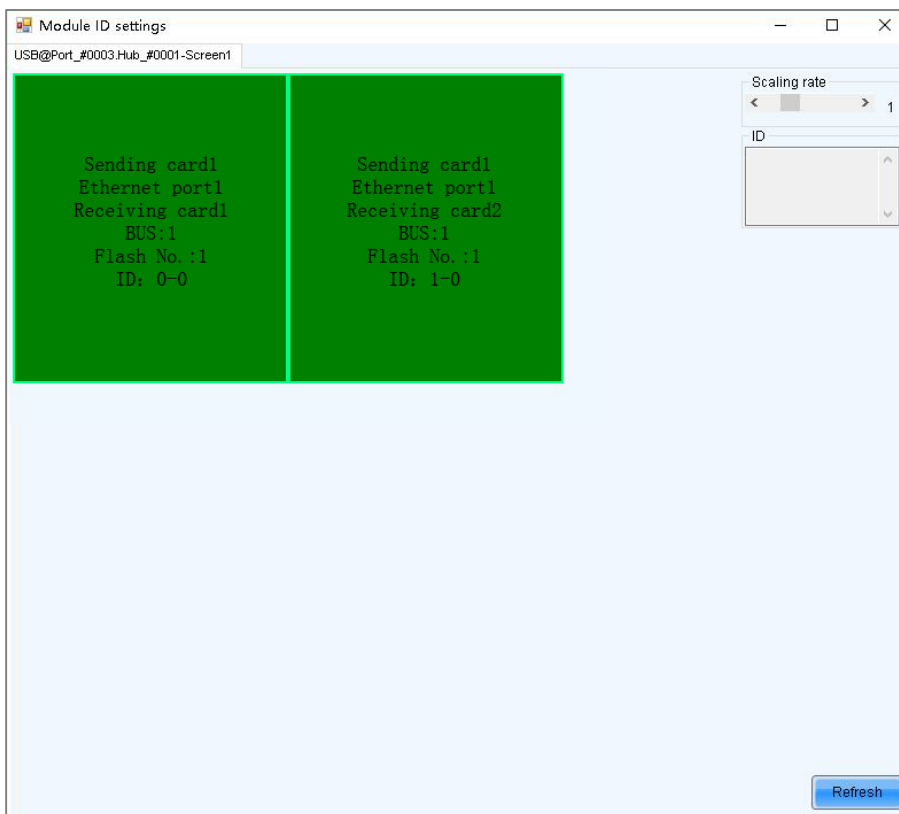 Module ID settings
USB@Port_#0003.Hub_#0001-Screen1
Sending card1
Ethernet port1
Receiving card1
BUS:1
Flash No.:1
ID: 0-0
Sending card1
Ethernet port1
Receiving card2
BUS:1
Flash No.:1
ID: 1-0
Scaling rate
1
ID
Refresh